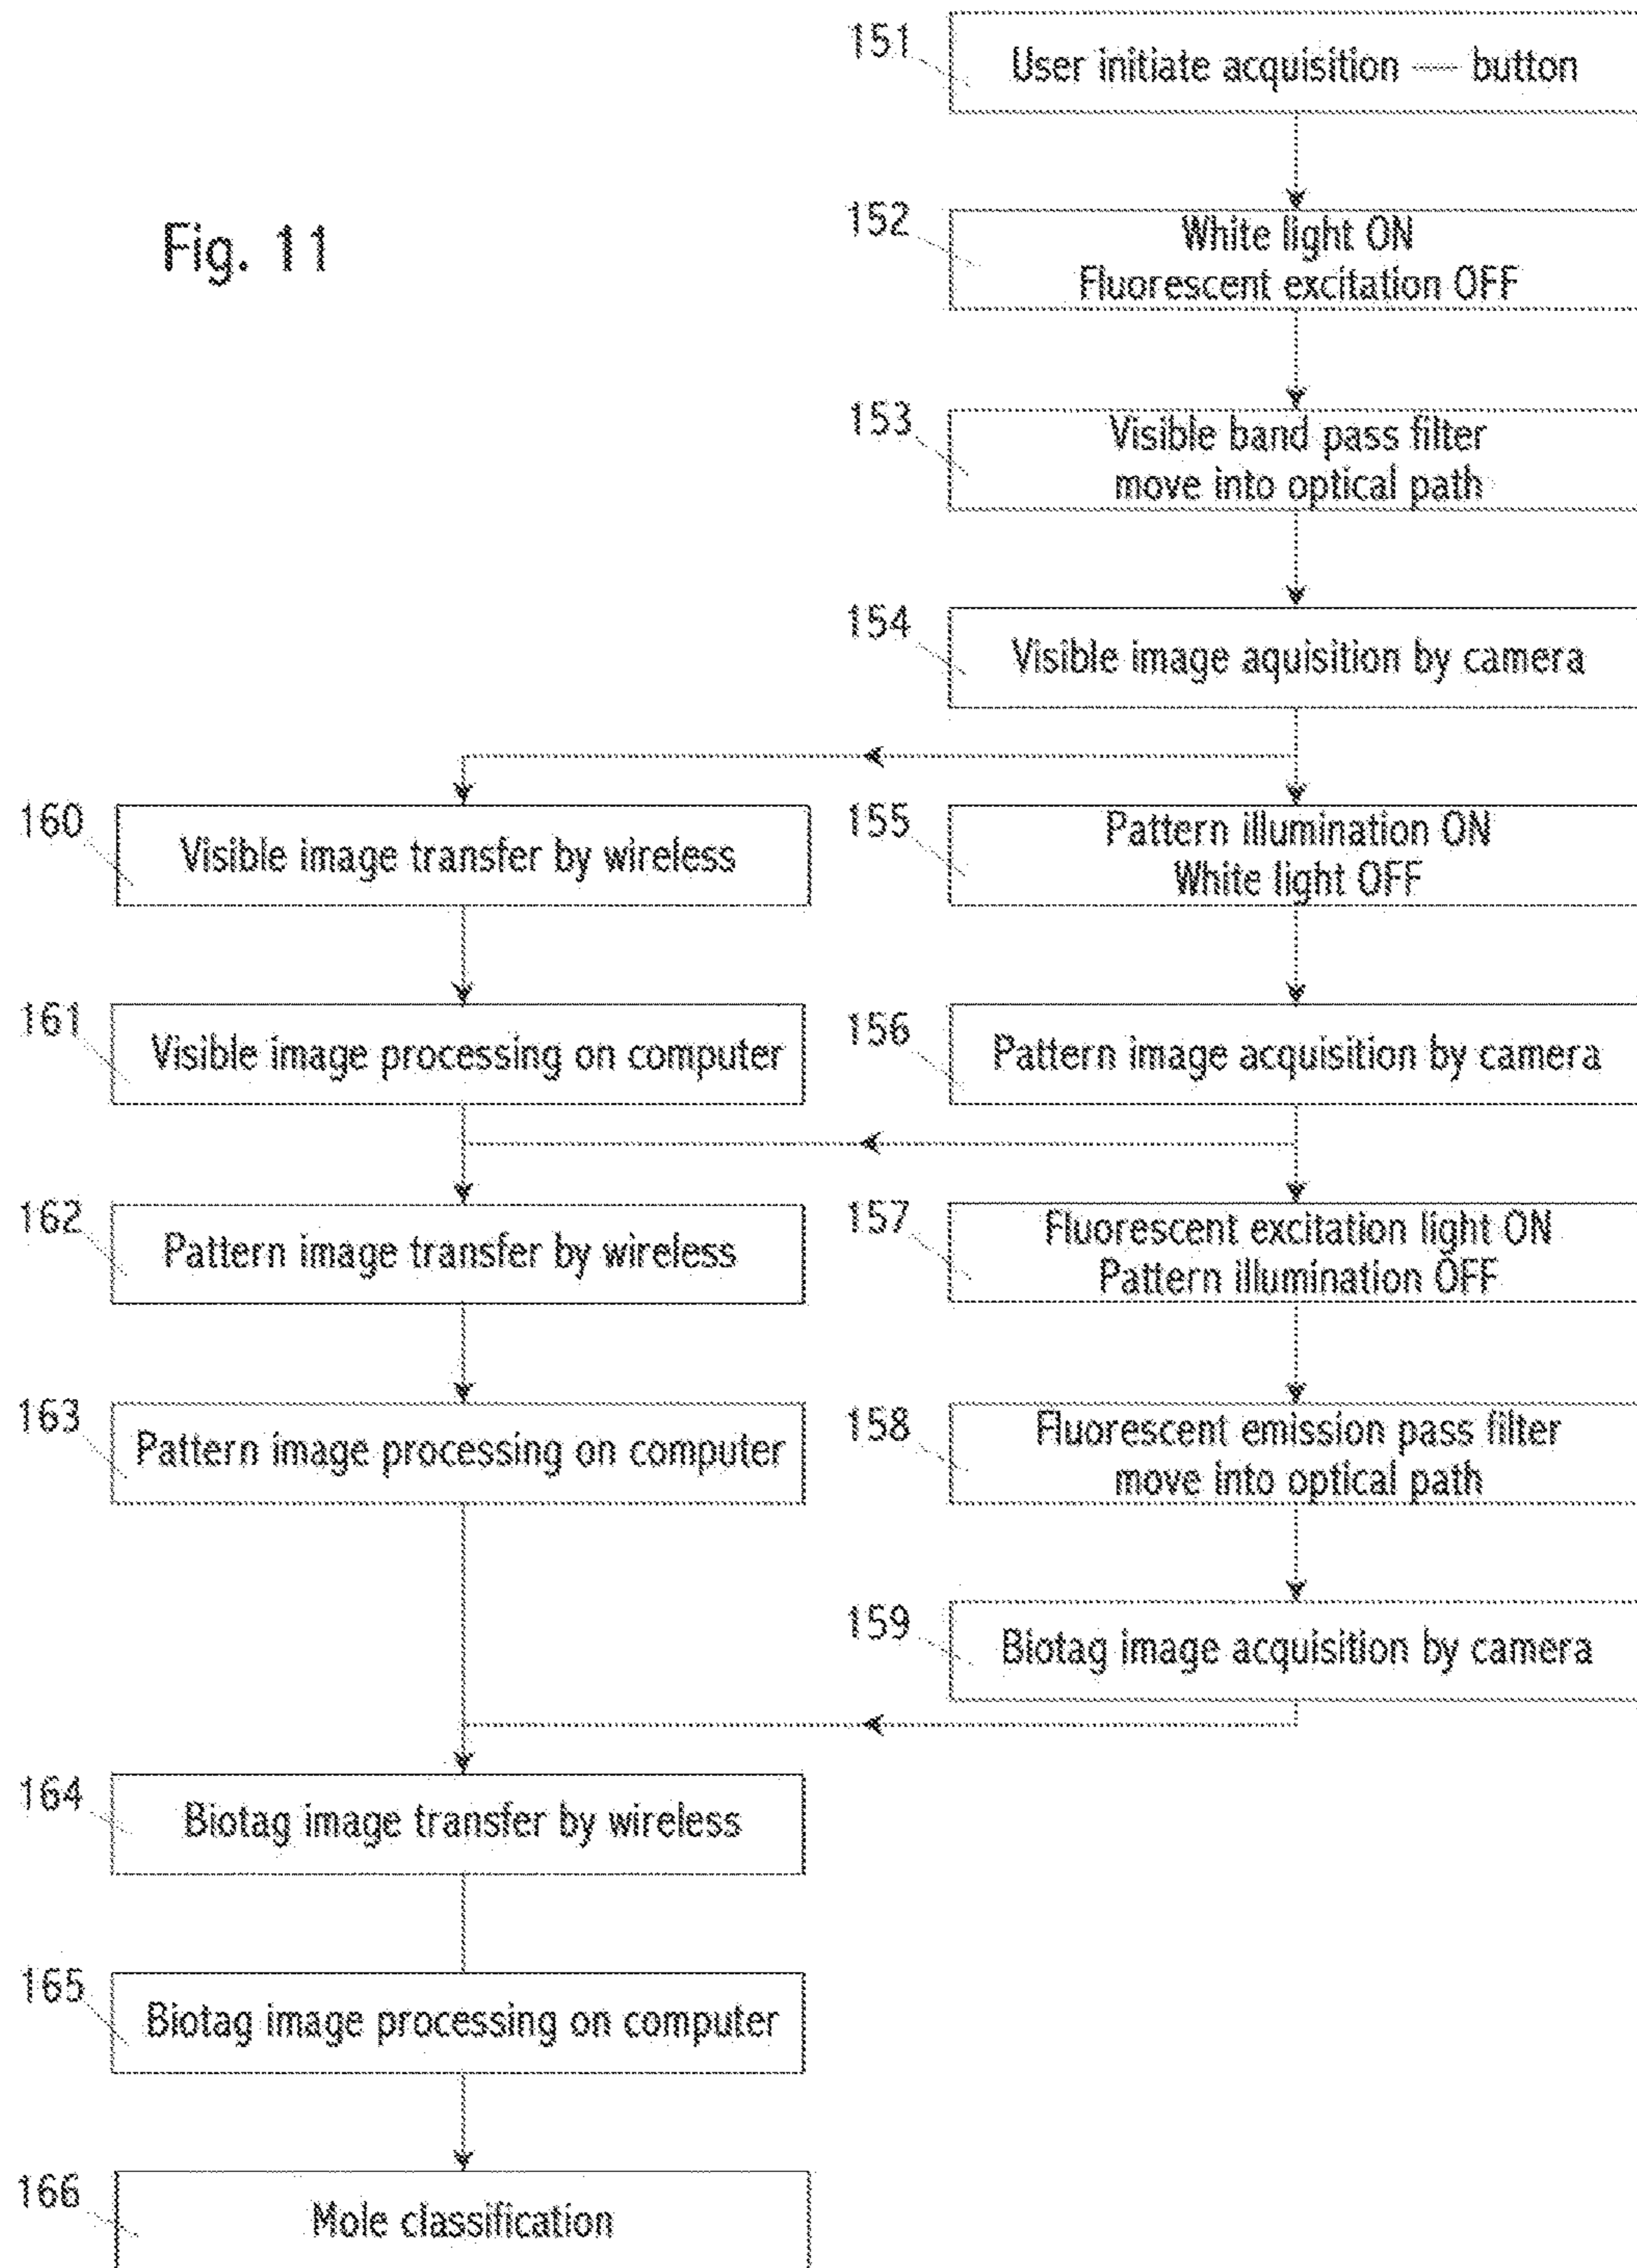 Fig. 11
151
User initiate acquisition — button
152
White light ON
Fluorescent excitation OFF
153
Visible band pass filter
move into optical path
154
Visible image aquisition by camera
160
Visible image transfer by wireless
155
Pattern illumination ON
White light OFF
161
Visible image processing on computer
156
Pattern image acquisition by camera
162
Pattern image transfer by wireless
157
Fluorescent excitation light ON
Pattern illumination OFF
163
Pattern image processing on computer
158
Fluorescent emission pass filter
move into optical path
159
Biotag image acquisition by camera
164
Biotag image transfer by wireless
165
Biotag image processing on computer
166
Mole classification